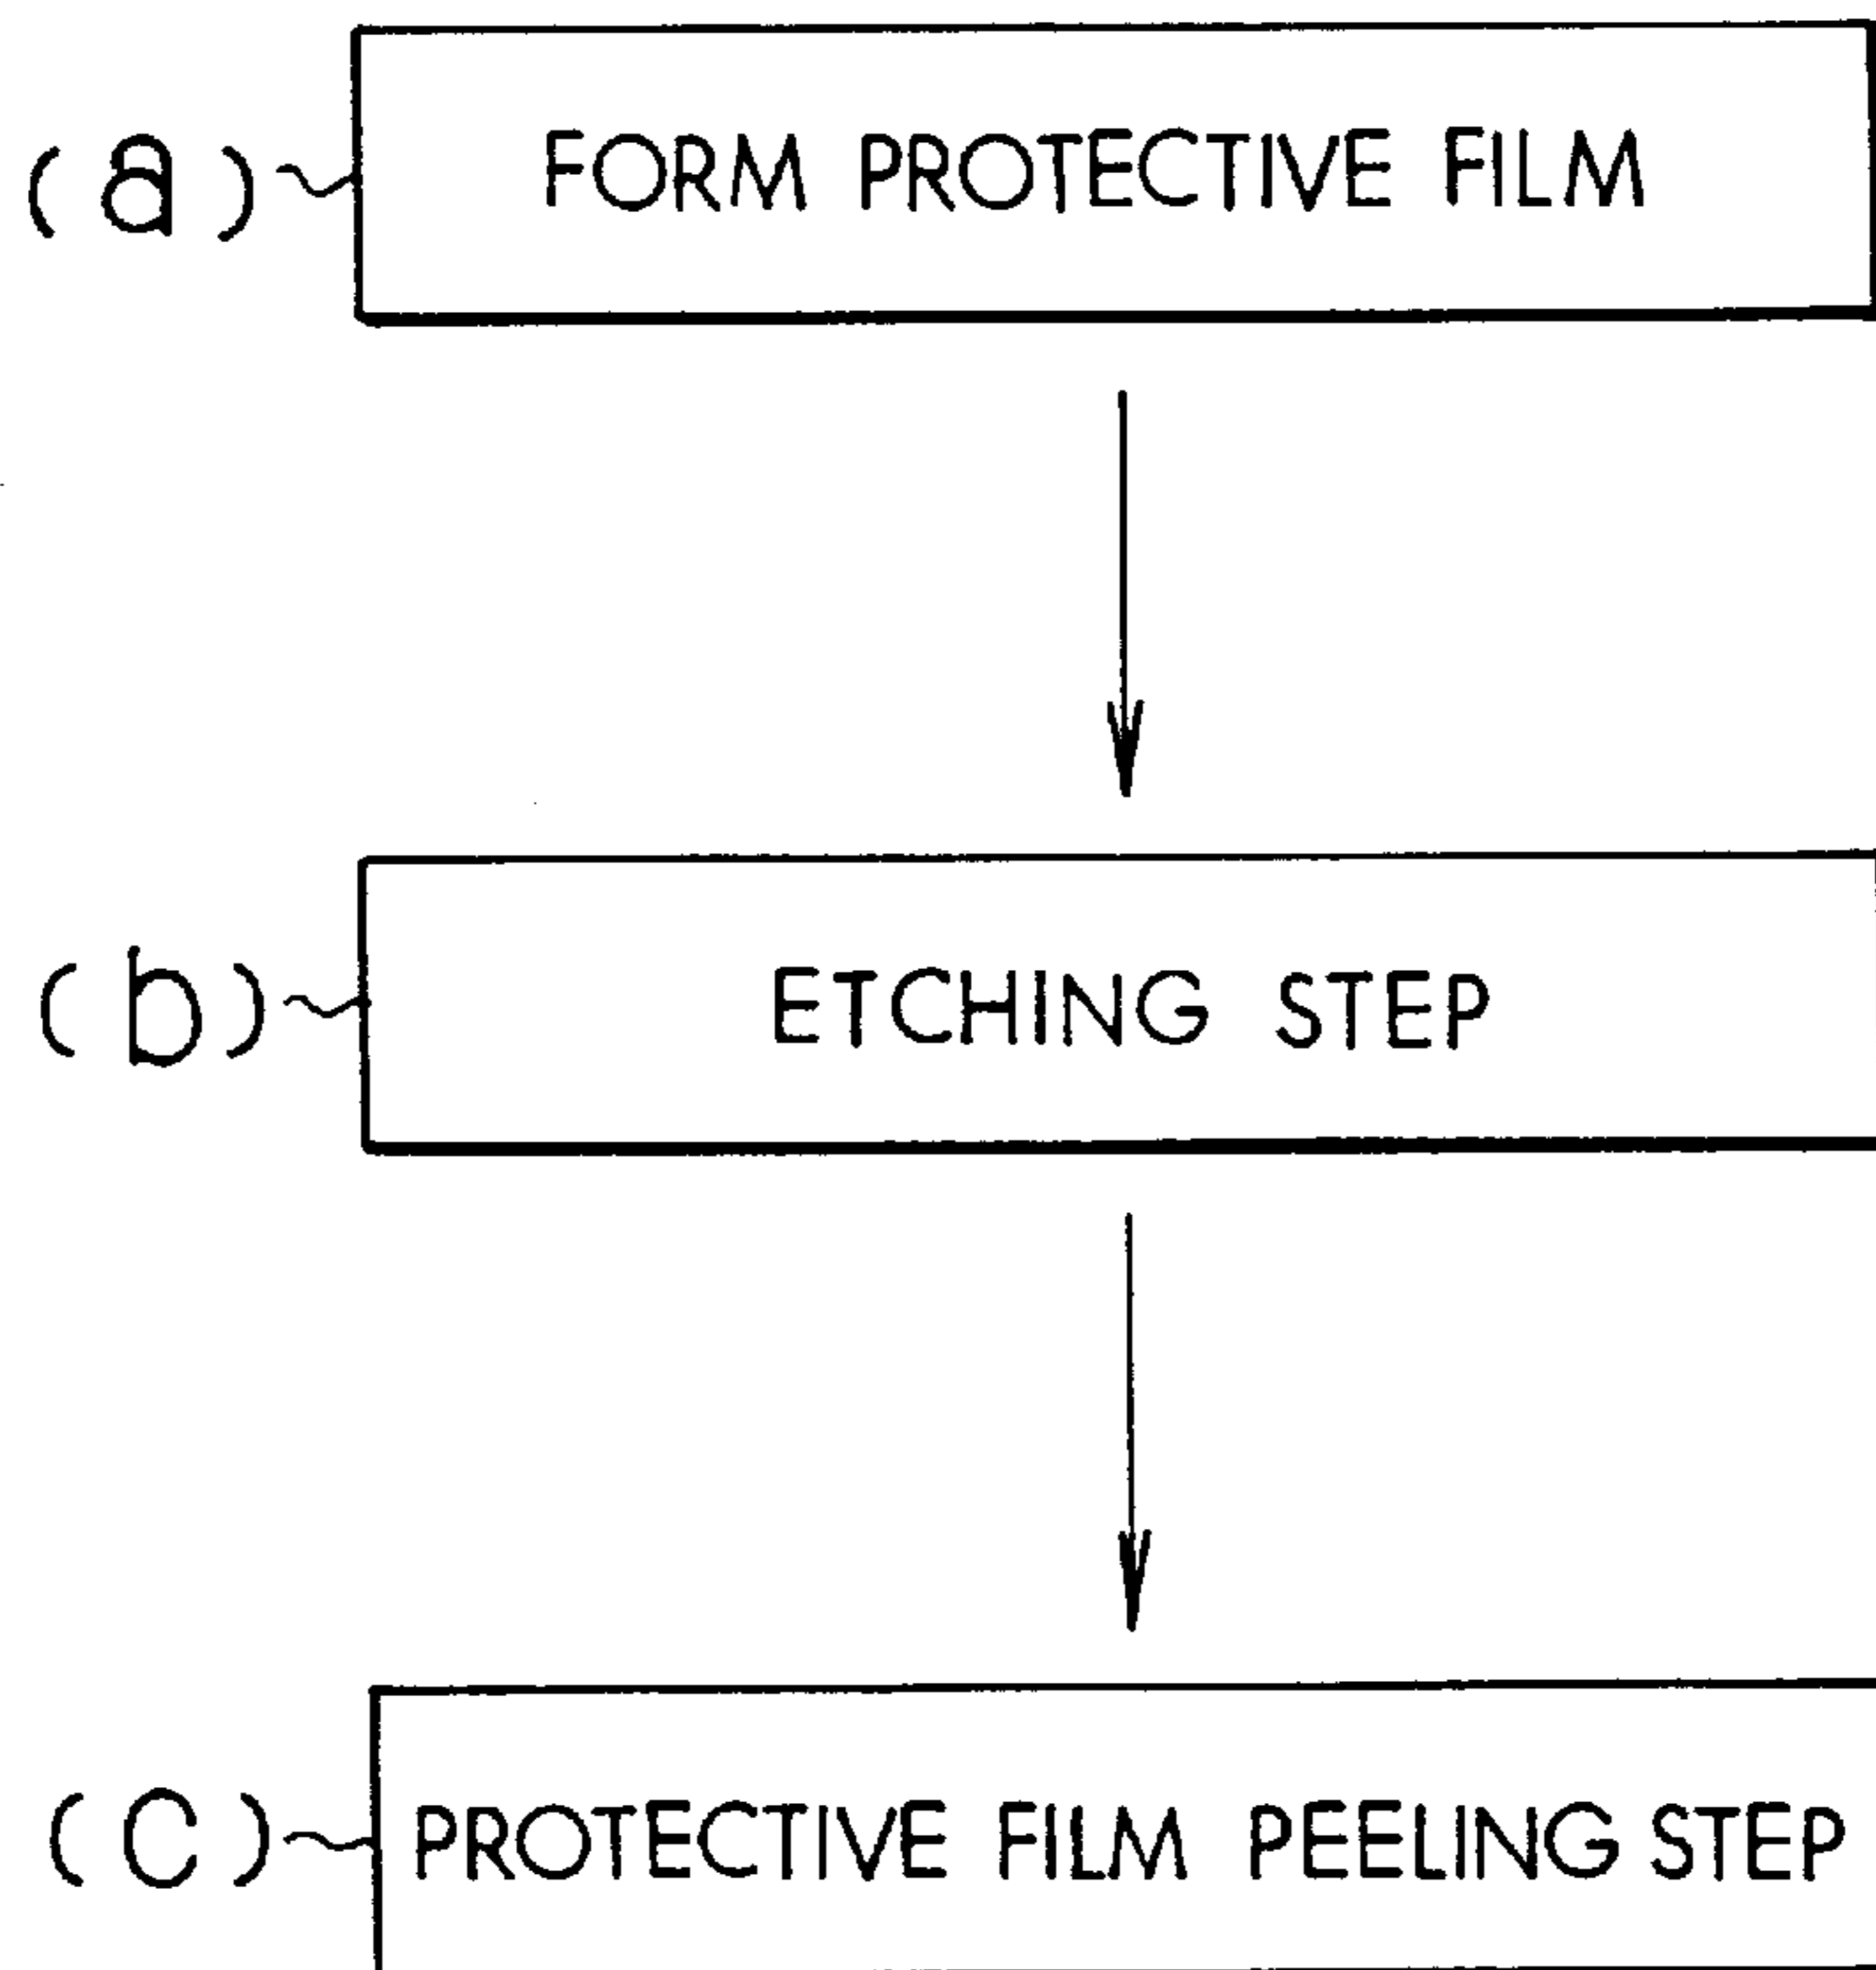 (a) FORM PROTECTIVE FILM
(b) ETCHING STEP
(C) PROTECTIVE FILM PEELING STEP